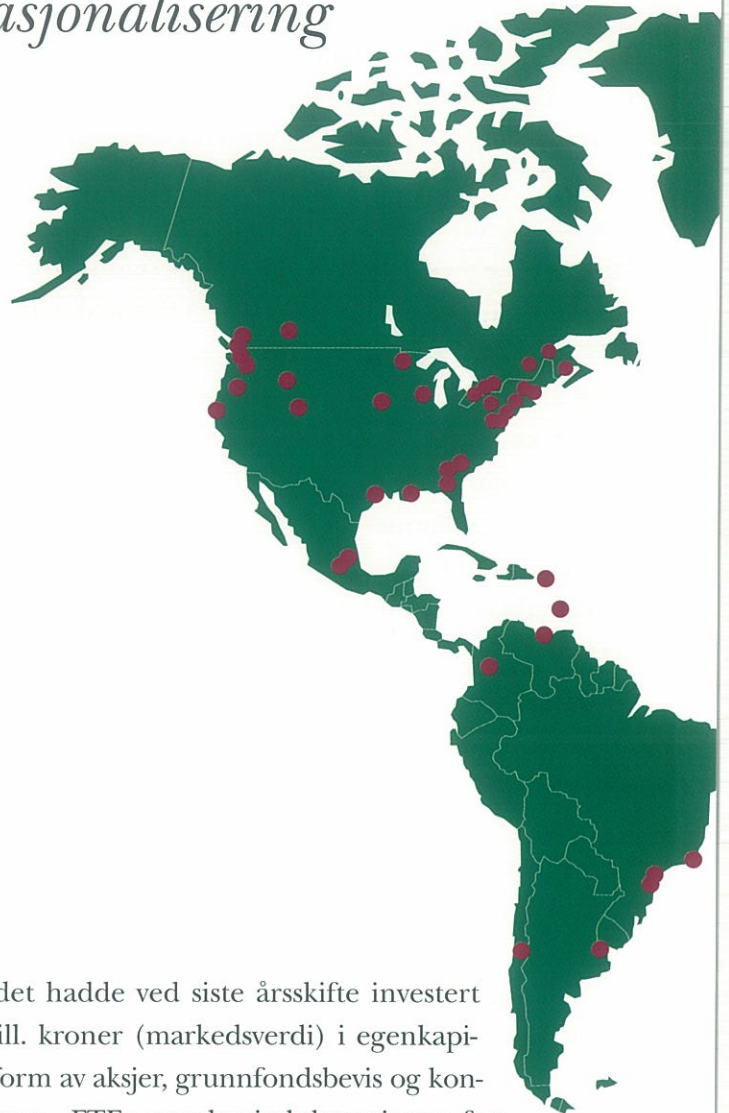 asjonalisering
det hadde ved siste årsskifte investert
ill. kroner (markedsverdi) i egenkapi-
form av aksjer, grunnfondsbevis og kon-